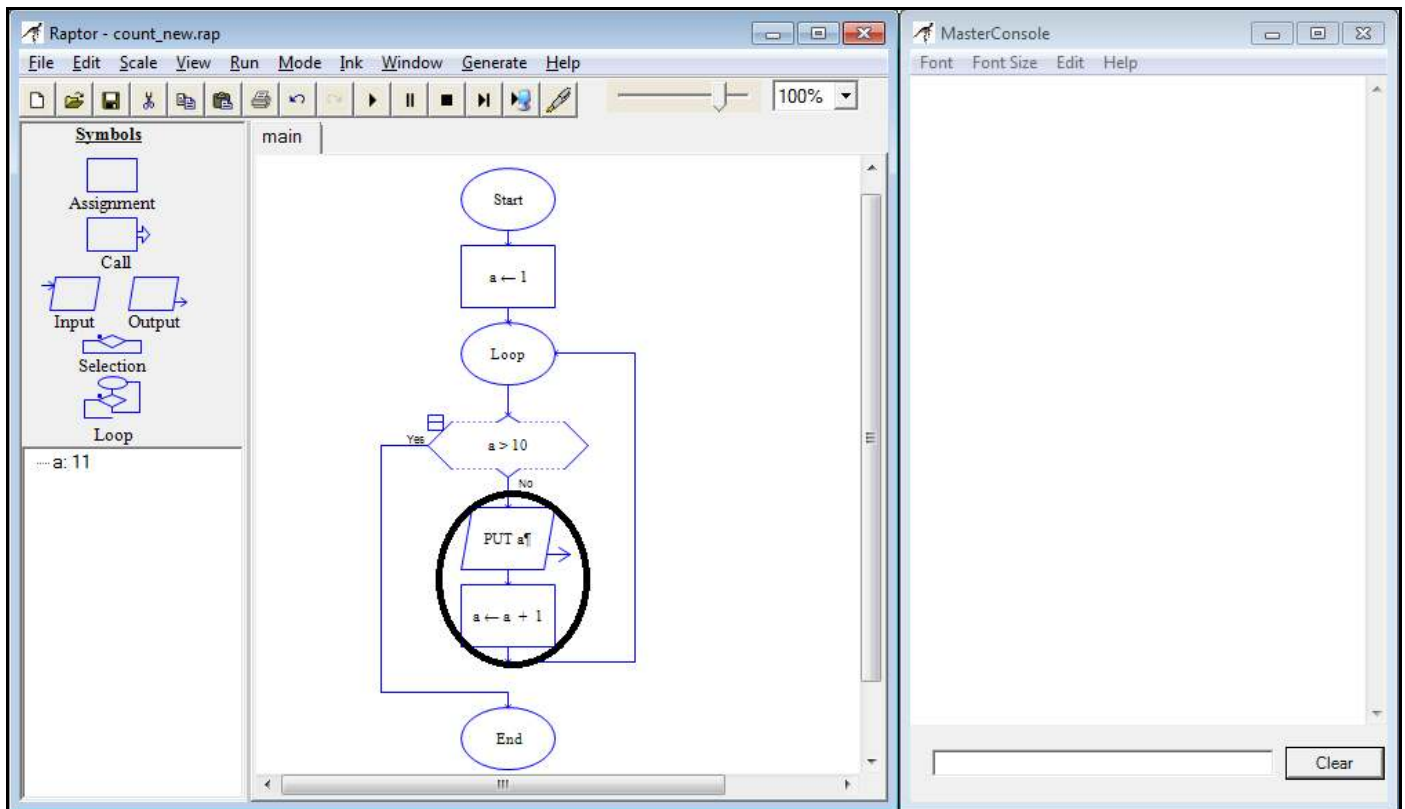 Raptor - count_new.rap
File Edit Scale View Run Mode Ink Window Generate Help
100%
Symbols
Assignment
Call
Input Output
Selection
Loop
a: 11
main
Start
a ← 1
Loop
Yes
a > 10
No
PUT a¶
a ← a + 1
End
MasterConsole
Font Font Size Edit Help
Clear